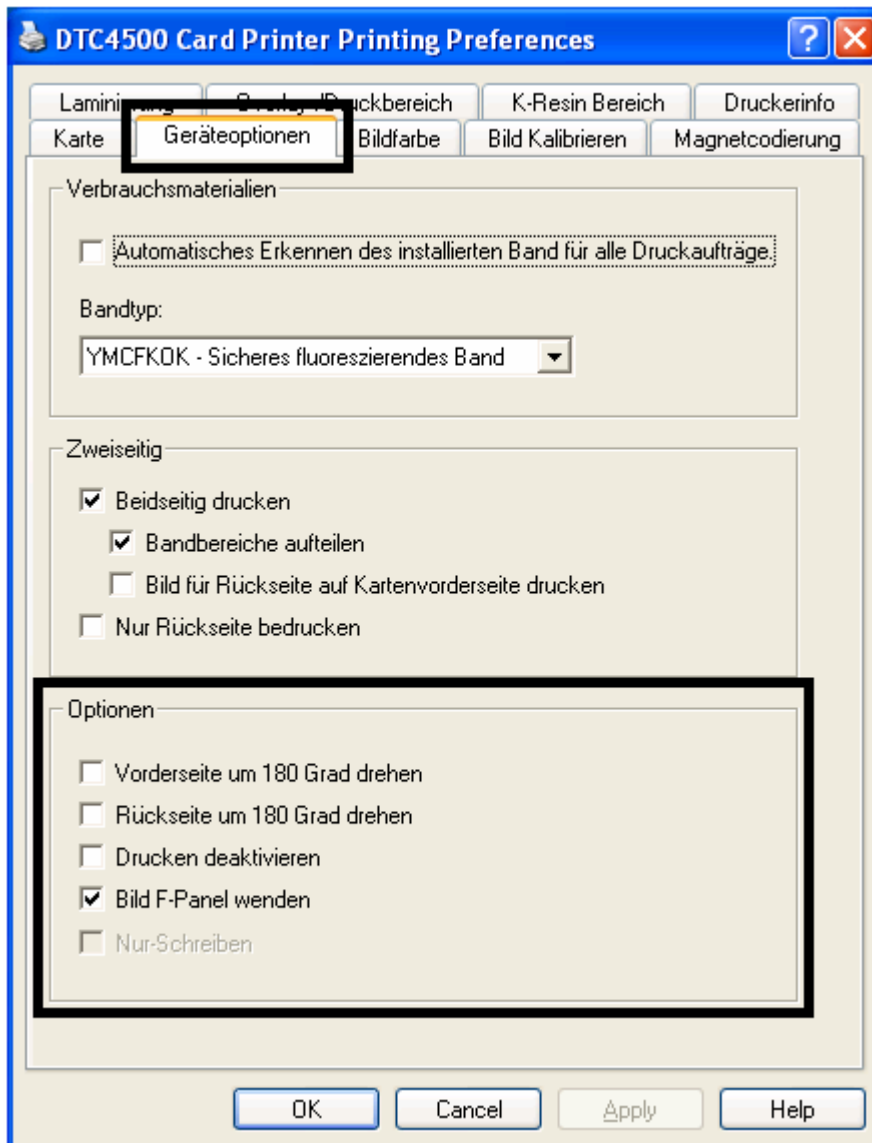 DTC4500 Card Printer Printing Preferences
Laminierung Overlay-/Druckbereich K-Resin Bereich Druckerinfo
Karte Geräteoptionen Bildfarbe Bild Kalibrieren Magnetcodierung
Verbrauchsmaterialien
Automatisches Erkennen des installierten Band für alle Druckaufträge.
Bandtyp:
YMCFKOK - Sicheres fluoreszierendes Band
Zweiseitig
Beidseitig drucken
Bandbereiche aufteilen
Bild für Rückseite auf Kartenvorderseite drucken
Nur Rückseite bedrucken
Optionen
Vorderseite um 180 Grad drehen
Rückseite um 180 Grad drehen
Drucken deaktivieren
Bild F-Panel wenden
Nur-Schreiben
OK Cancel Apply Help